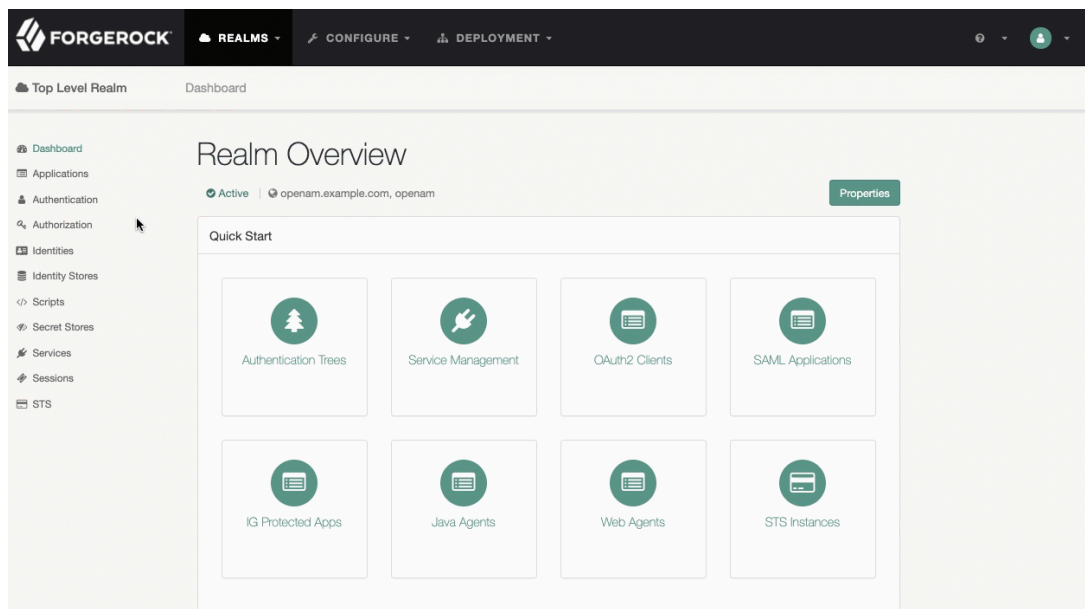 FORGEROCK REALMS CONFIGURE DEPLOYMENT
Top Level Realm Dashboard
Dashboard
Applications
Authentication
Authorization
Identities
Identity Stores
Scripts
Secret Stores
Services
Sessions
STS
Realm Overview
Active openam.example.com, openam Properties
Quick Start
Authentication Trees Service Management OAuth2 Clients SAML Applications
IG Protected Apps Java Agents Web Agents STS Instances